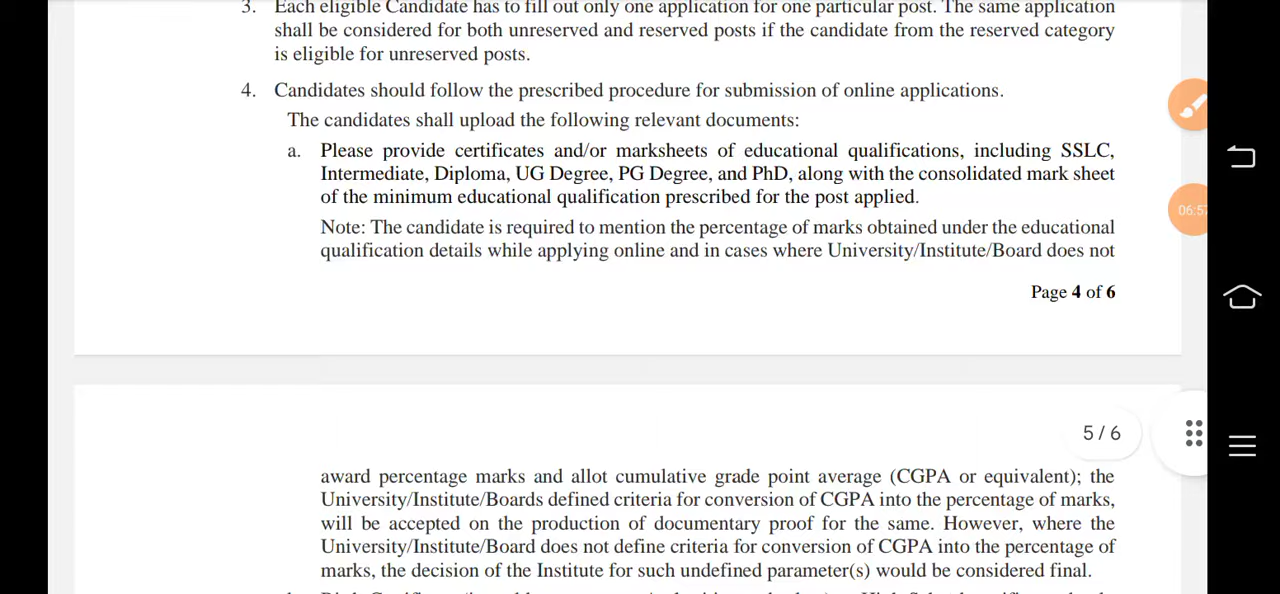 3. Each eligible Candidate has to fill out only one application for one particular post. The same application
shall be considered for both unreserved and reserved posts if the candidate from the reserved category
is eligible for unreserved posts.
4. Candidates should follow the prescribed procedure for submission of online applications.
The candidates shall upload the following relevant documents:
a. Please provide certificates and/or marksheets of educational qualifications, including SSLC,
Intermediate, Diploma, UG Degree, PG Degree, and PhD, along with the consolidated mark sheet
of the minimum educational qualification prescribed for the post applied.
06:57
Note: The candidate is required to mention the percentage of marks obtained under the educational
qualification details while applying online and in cases where University/Institute/Board does not
Page 4 of 6
5 / 6
award percentage marks and allot cumulative grade point average (CGPA or equivalent); the
University/Institute/Boards defined criteria for conversion of CGPA into the percentage of marks,
will be accepted on the production of documentary proof for the same. However, where the
University/Institute/Board does not define criteria for conversion of CGPA into the percentage of
marks, the decision of the Institute for such undefined parameter(s) would be considered final.